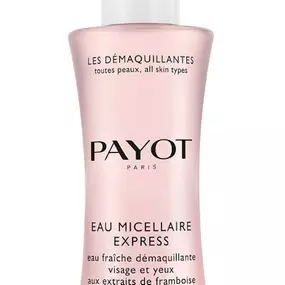 LES DÉMAQUILLANTES
toutes peaux, all skin types
PAYOT
PARIS
EAU MICELLAIRE
EXPRESS
eau fraîche démaquillante
visage et yeux
aux extraits de framboise